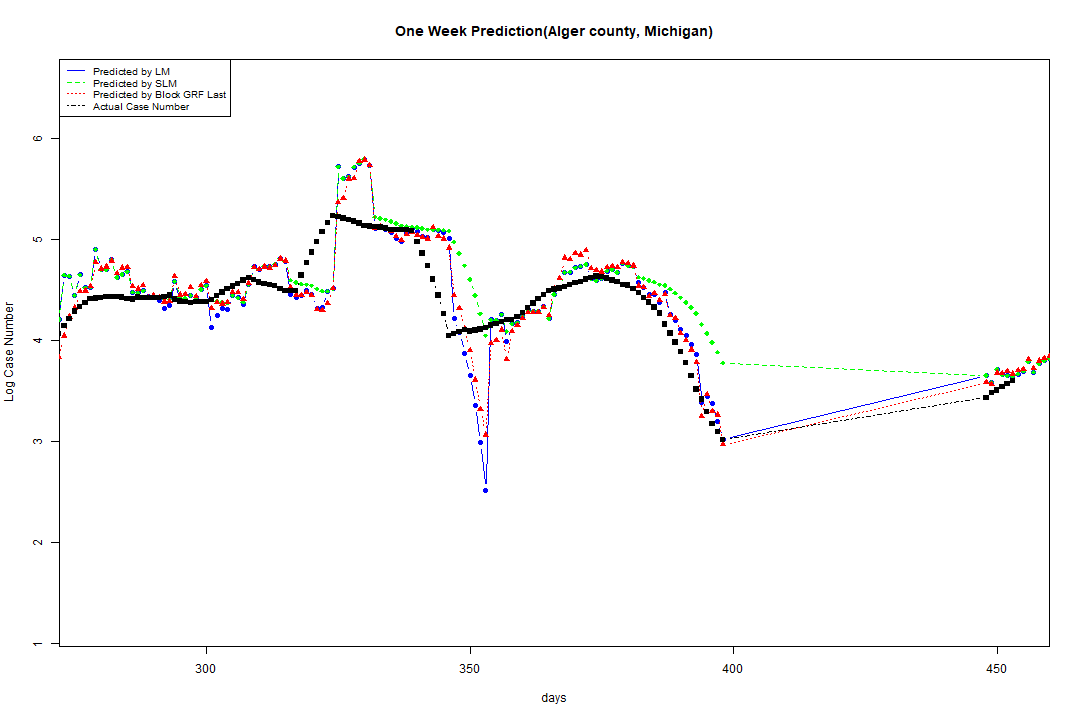 One Week Prediction(Alger county, Michigan)
Predicted by LM
Predicted by SLM
Predicted by Block GRF Last
Actual Case Number
6
5
4
3
2
1
Log Case Number
300 350 400 450
days